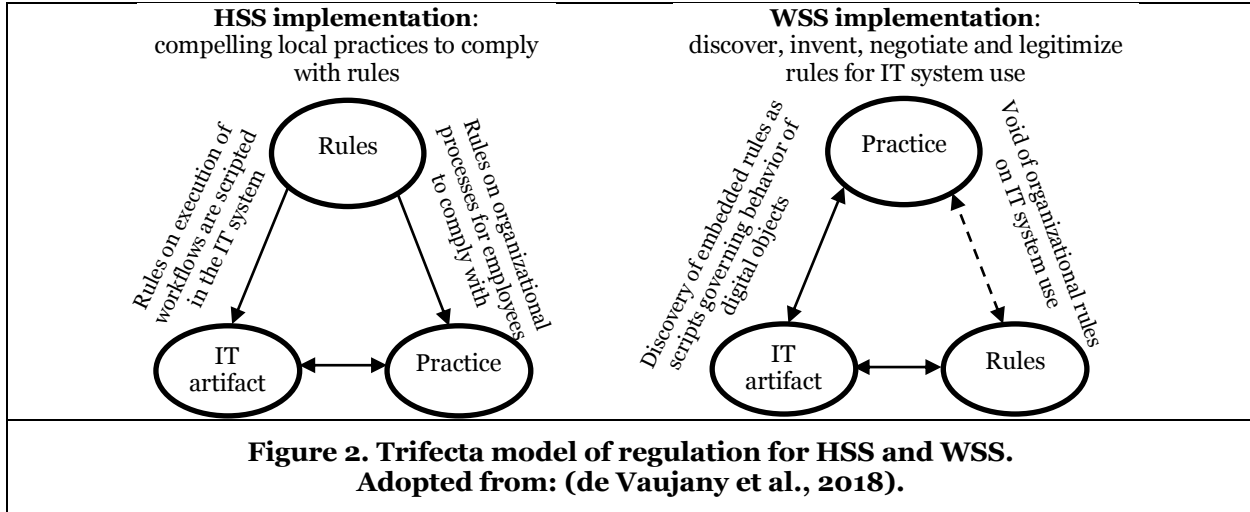 HSS implementation:
compelling local practices to comply
with rules
Rules
Rules on execution of
workflows are scripted
in the IT system
Rules on organizational
processes for employees
to comply with
IT
artifact
Practice
WSS implementation:
discover, invent, negotiate and legitimize
rules for IT system use
Practice
Discovery of embedded rules as
scripts governing behavior of
digital objects
Void of organizational rules
on IT system use
IT
artifact
Rules
Figure 2. Trifecta model of regulation for HSS and WSS.
Adopted from: (de Vaujany et al., 2018).